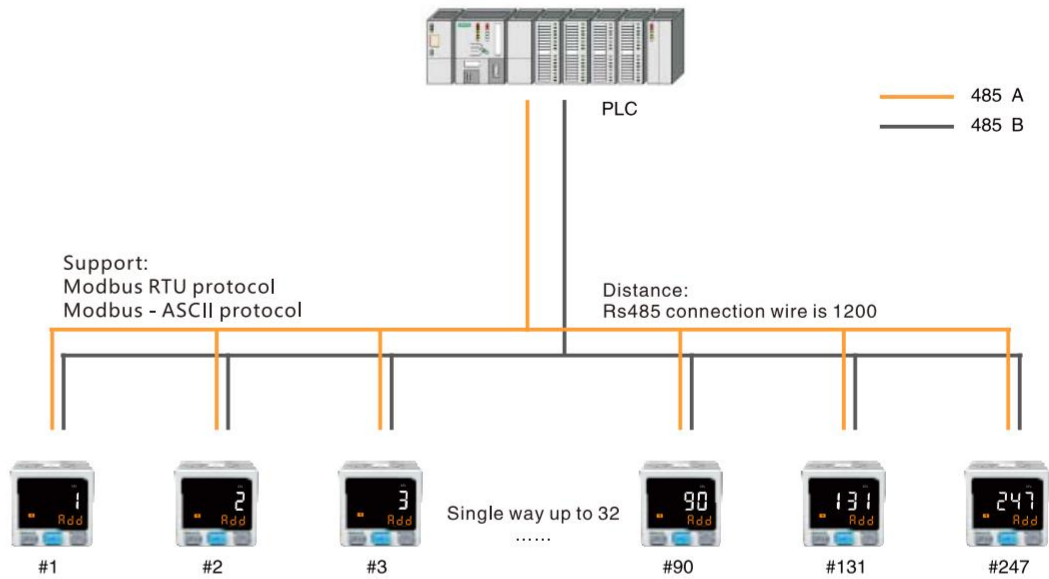 PLC
485 A
485 B
Support:
Modbus RTU protocol
Modbus - ASCII protocol
Distance:
Rs485 connection wire is 1200
1
Add
2
Add
3
Add
Single way up to 32
......
90
Add
131
Add
247
Add
#1
#2
#3
#90
#131
#247